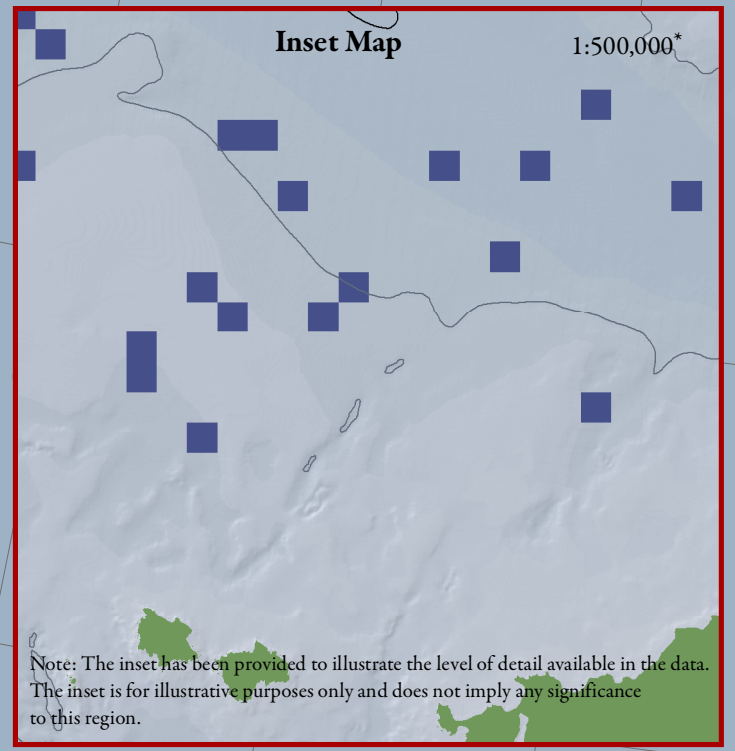 Inset Map
1:500,000*
Note: The inset has been provided to illustrate the level of detail available in the data.
The inset is for illustrative purposes only and does not imply any significance
to this region.